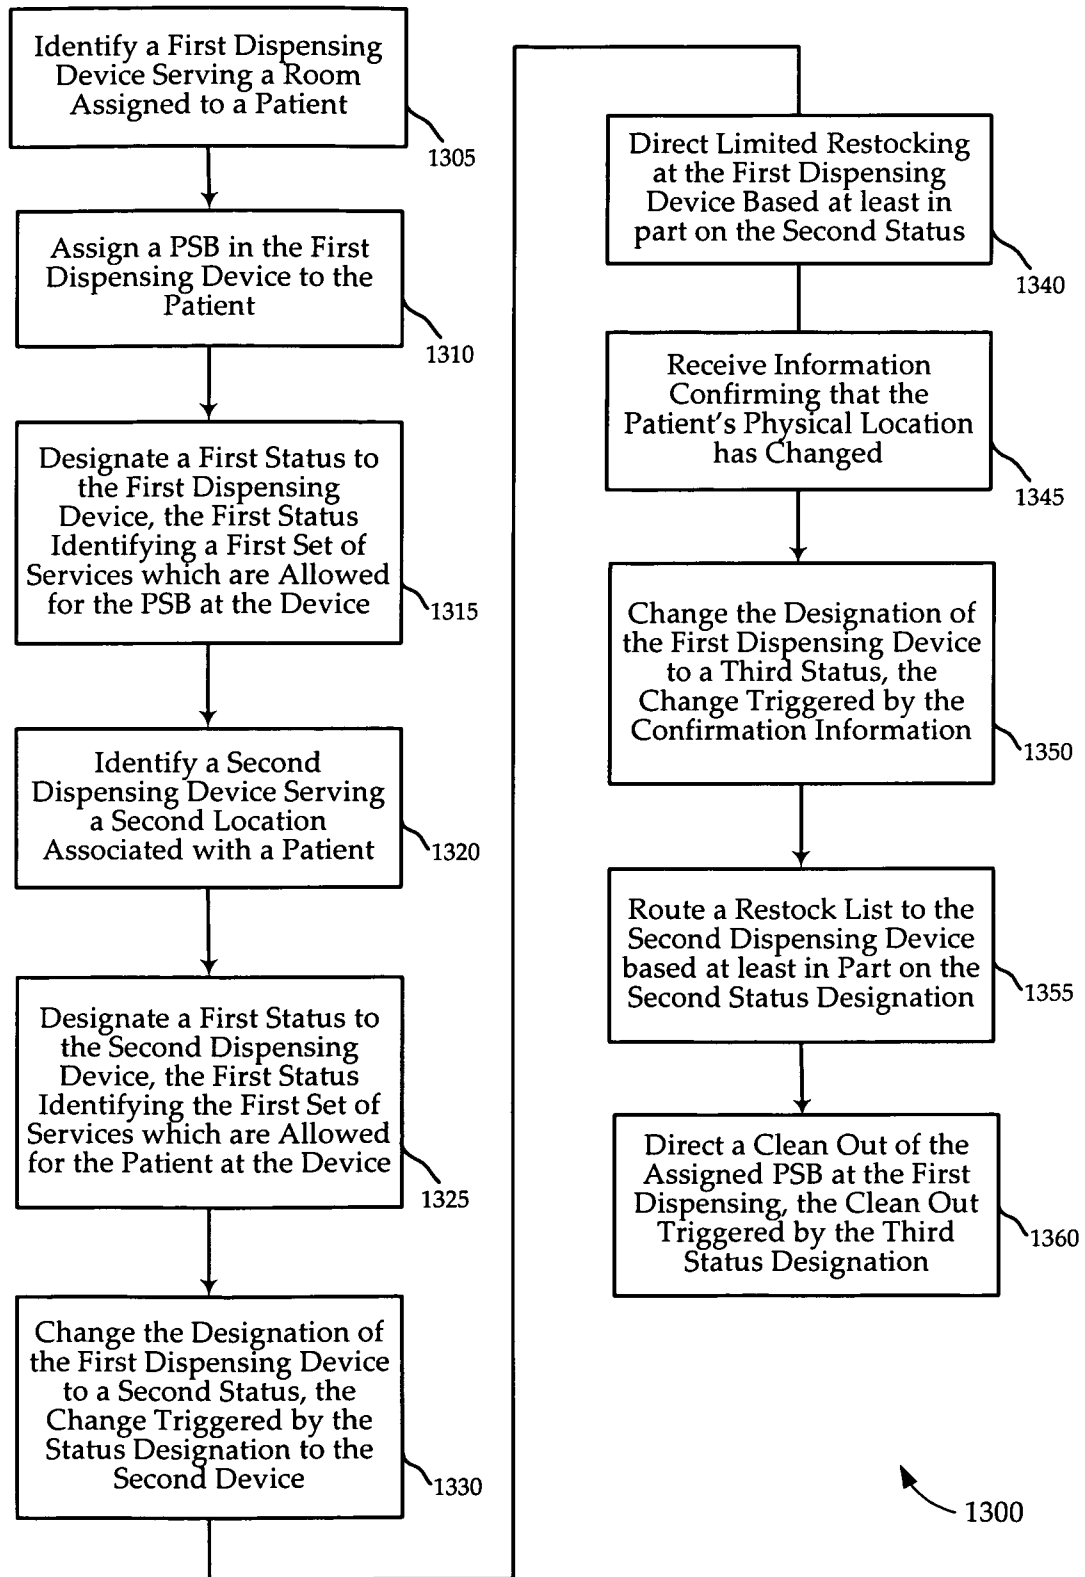 Identify a First Dispensing
Device Serving a Room
Assigned to a Patient
1305
Assign a PSB in the First
Dispensing Device to the
Patient
1310
Designate a First Status to
the First Dispensing
Device, the First Status
Identifying a First Set of
Services which are Allowed
for the PSB at the Device
1315
Identify a Second
Dispensing Device Serving
a Second Location
Associated with a Patient
1320
Designate a First Status to
the Second Dispensing
Device, the First Status
Identifying the First Set of
Services which are Allowed
for the Patient at the Device
1325
Change the Designation of
the First Dispensing Device
to a Second Status, the
Change Triggered by the
Status Designation to the
Second Device
1330
Direct Limited Restocking
at the First Dispensing
Device Based at least in
part on the Second Status
1340
Receive Information
Confirming that the
Patient's Physical Location
has Changed
1345
Change the Designation of
the First Dispensing Device
to a Third Status, the
Change Triggered by the
Confirmation Information
1350
Route a Restock List to the
Second Dispensing Device
based at least in Part on the
Second Status Designation
1355
Direct a Clean Out of the
Assigned PSB at the First
Dispensing, the Clean Out
Triggered by the Third
Status Designation
1360
1300